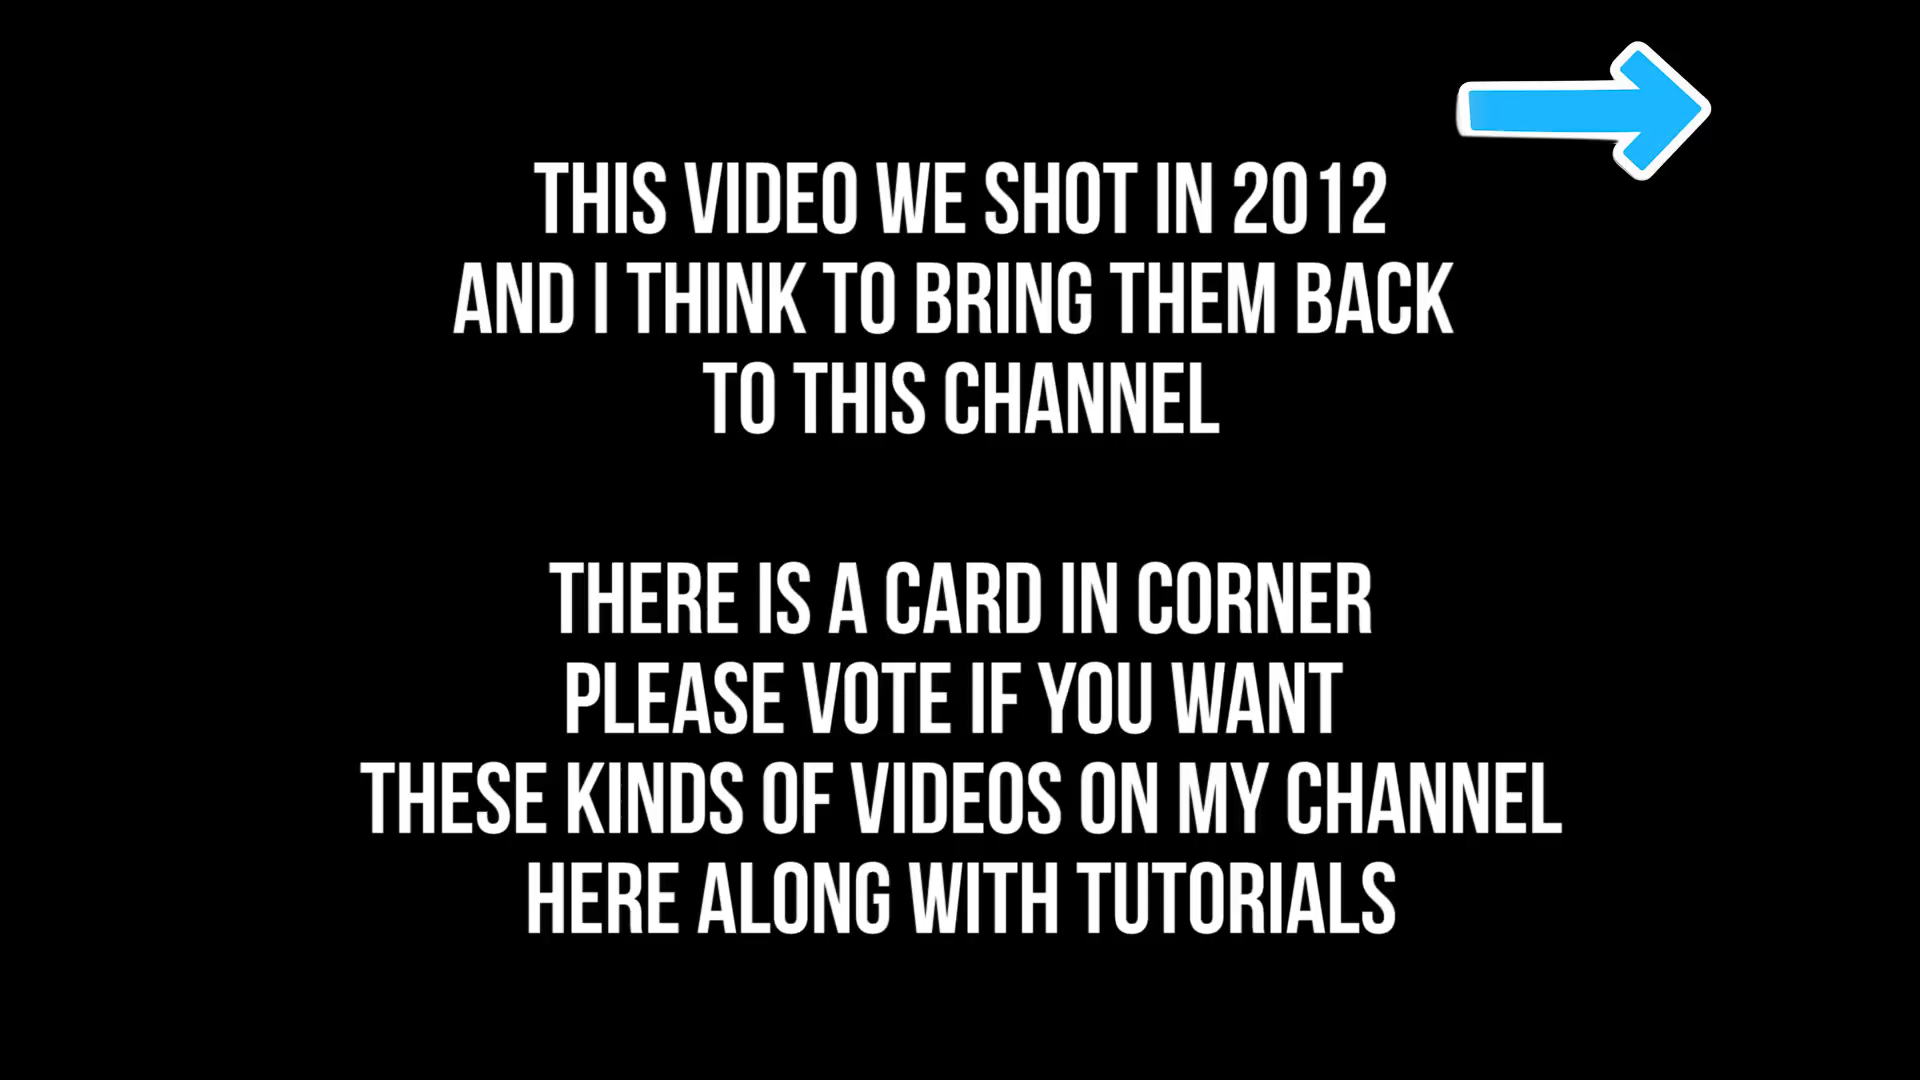 THIS VIDEO WE SHOT IN 2012
AND I THINK TO BRING THEM BACK
TO THIS CHANNEL
THERE IS A CARD IN CORNER
PLEASE VOTE IF YOU WANT
THESE KINDS OF VIDEOS ON MY CHANNEL
HERE ALONG WITH TUTORIALS